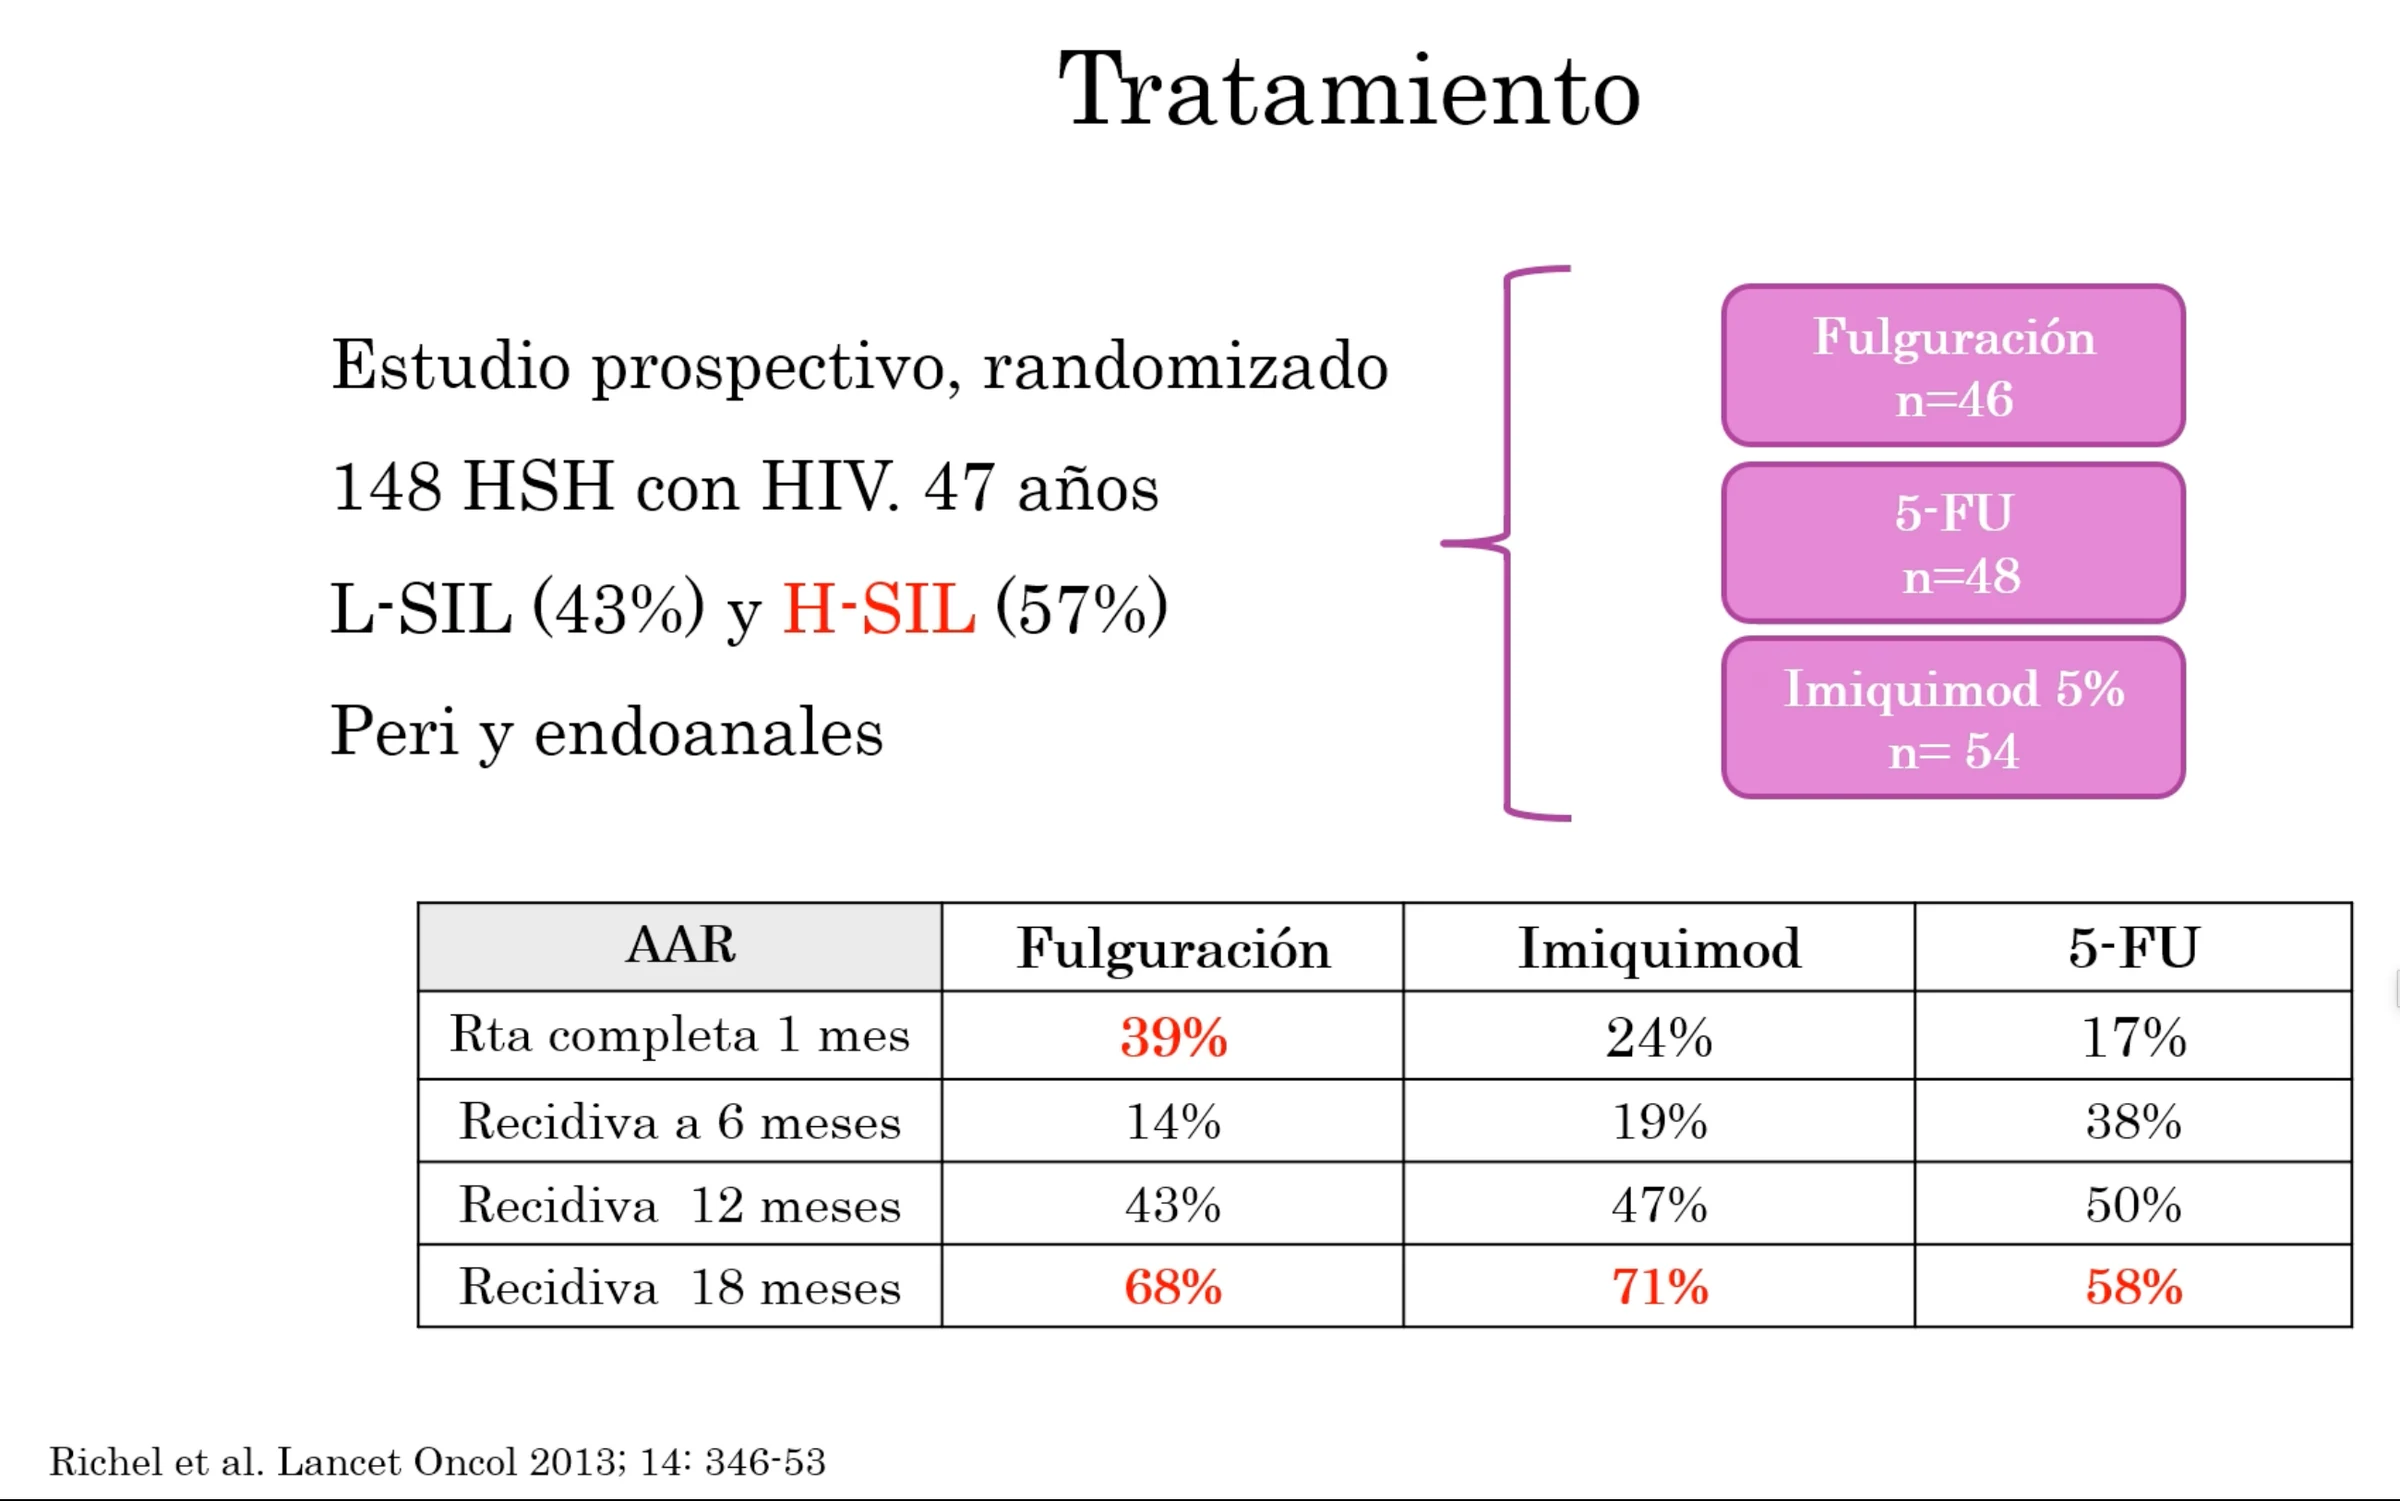 Tratamiento
Estudio prospectivo, randomizado
148 HSH con HIV. 47 años
L-SIL (43%) y H-SIL (57%)
Peri y endoanales
Fulguración
n=46
5-FU
n=48
Imiquimod 5%
n= 54
AAR Fulguración Imiquimod 5-FU
Rta completa 1 mes 39% 24% 17%
Recidiva a 6 meses 14% 19% 38%
Recidiva 12 meses 43% 47% 50%
Recidiva 18 meses 68% 71% 58%
Richel et al. Lancet Oncol 2013; 14: 346-53